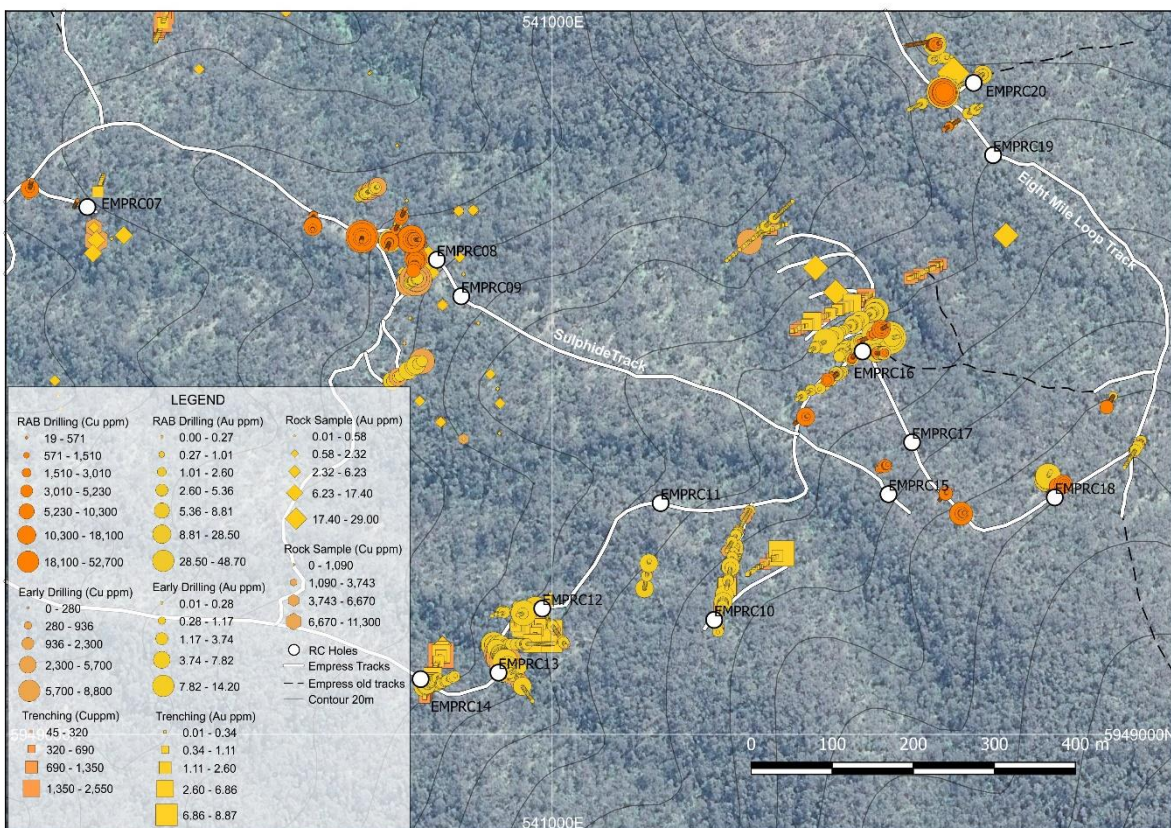 541000E
EMPRC20
EMPRC19
EMPRC07
Eight Mile Loop Track
EMPRC08
EMPRC09
SulphideTrack
EMPRC16
EMPRC17
EMPRC11
EMPRC15
EMPRC18
EMPRC12
EMPRC10
EMPRC13
EMPRC14
LEGEND
RAB Drilling (Cu ppm)
19 - 571
571 - 1,510
1,510 - 3,010
3,010 - 5,230
5,230 - 10,300
10,300 - 18,100
18,100 - 52,700
Early Drilling (Cu ppm)
0 - 280
280 - 936
936 - 2,300
2,300 - 5,700
5,700 - 8,800
Trenching (Cuppm)
45 - 320
320 - 690
690 - 1,350
1,350 - 2,550
RAB Drilling (Au ppm)
0.00 - 0.27
0.27 - 1.01
1.01 - 2.60
2.60 - 5.36
5.36 - 8.81
8.81 - 28.50
28.50 - 48.70
Early Drilling (Au ppm)
0.01 - 0.28
0.28 - 1.17
1.17 - 3.74
3.74 - 7.82
7.82 - 14.20
Trenching (Au ppm)
0.01 - 0.34
0.34 - 1.11
1.11 - 2.60
2.60 - 6.86
6.86 - 8.87
Rock Sample (Au ppm)
0.01 - 0.58
0.58 - 2.32
2.32 - 6.23
6.23 - 17.40
17.40 - 29.00
Rock Sample (Cu ppm)
0 - 1,090
1,090 - 3,743
3,743 - 6,670
6,670 - 11,300
RC Holes
Empress Tracks
Empress old tracks
Contour 20m
5949000N
0 100 200 300 400 m
541000E